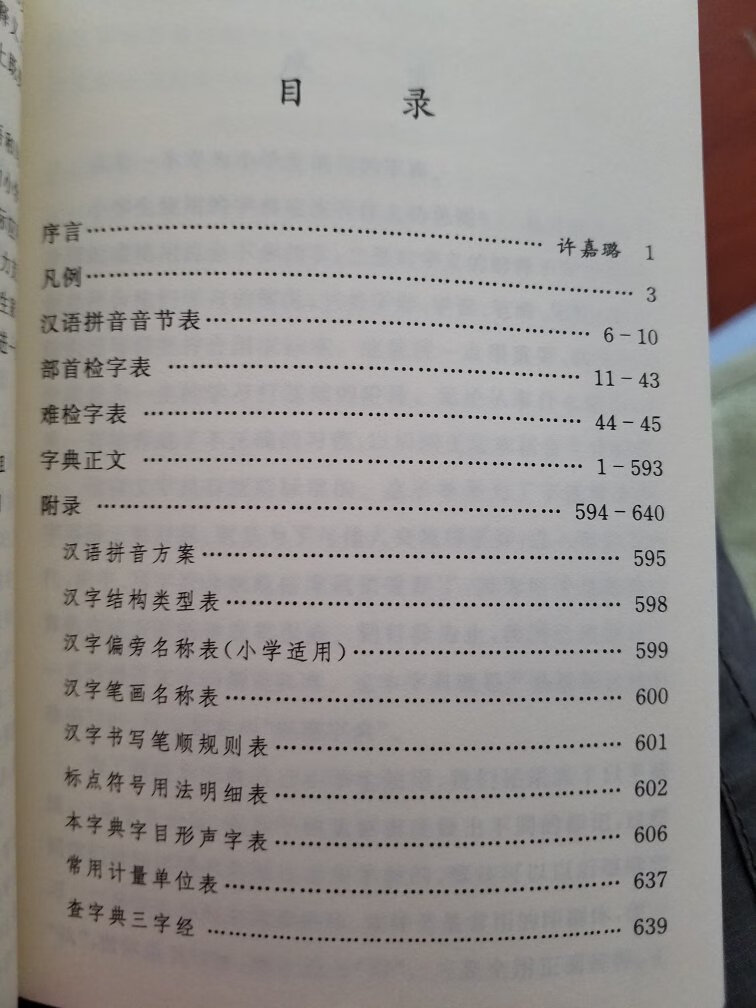 目 录
序言…………………………………………………… 许嘉璐 1
凡例……………………………………………………………… 3
汉语拼音音节表…………………………………………… 6－10
部首检字表 ……………………………………………… 11－43
难检字表 ………………………………………………… 44－45
字典正文 ………………………………………………… 1－593
附录 …………………………………………………… 594－640
汉语拼音方案………………………………………………… 595
汉字结构类型表……………………………………………… 598
汉字偏旁名称表(小学适用)………………………………… 599
汉字笔画名称表……………………………………………… 600
汉字书写笔顺规则表………………………………………… 601
标点符号用法明细表………………………………………… 602
本字典字目形声字表………………………………………… 606
常用计量单位表……………………………………………… 637
查字典三字经 ……………………………………………… 639